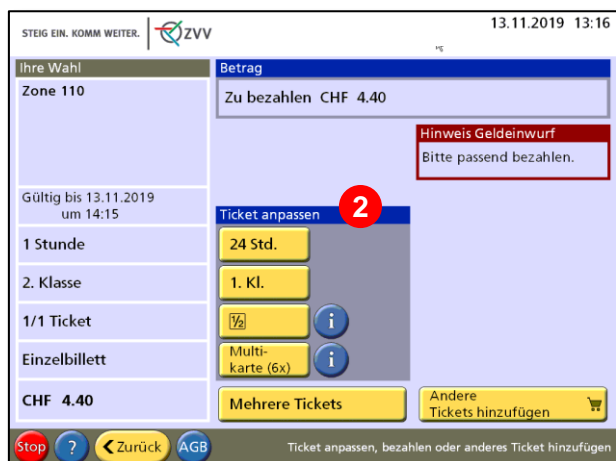 STEIG EIN. KOMM WEITER. ZVV
13.11.2019 13:16
Ihre Wahl
Zone 110
Gültig bis 13.11.2019
um 14:15
1 Stunde
2. Klasse
1/1 Ticket
Einzelbillett
CHF 4.40
Betrag
Zu bezahlen CHF 4.40
Hinweis Geldeinwurf
Bitte passend bezahlen.
Ticket anpassen
2
24 Std.
1. Kl.
½ i
Multi-
karte (6x) i
Mehrere Tickets
Andere
Tickets hinzufügen
Stop ? Zurück AGB
Ticket anpassen, bezahlen oder anderes Ticket hinzufügen